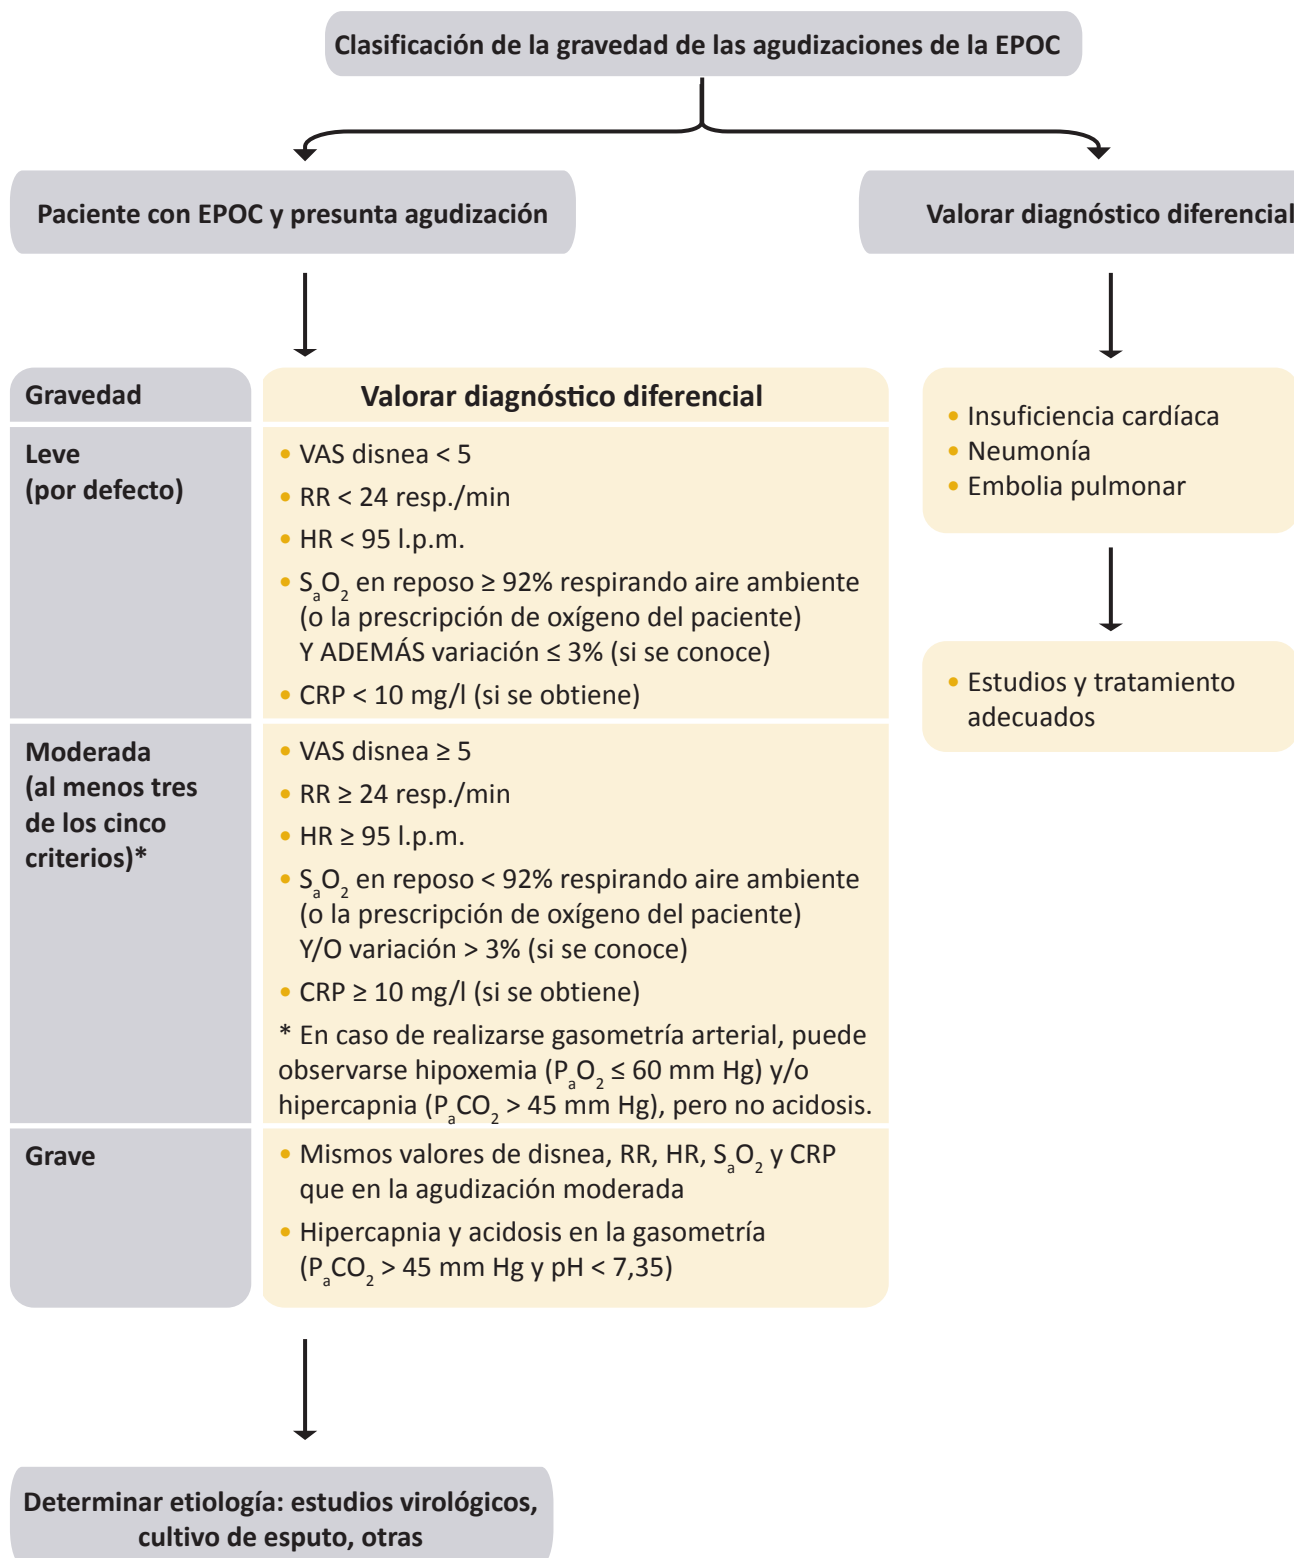 Clasificación de la gravedad de las agudizaciones de la EPOC
Paciente con EPOC y presunta agudización
Valorar diagnóstico diferencial
Gravedad
Valorar diagnóstico diferencial
Leve
(por defecto)
• VAS disnea < 5
• RR < 24 resp./min
• HR < 95 l.p.m.
• SaO2 en reposo ≥ 92% respirando aire ambiente
(o la prescripción de oxígeno del paciente)
Y ADEMÁS variación ≤ 3% (si se conoce)
• CRP < 10 mg/l (si se obtiene)
Moderada
(al menos tres
de los cinco
criterios)*
• VAS disnea ≥ 5
• RR ≥ 24 resp./min
• HR ≥ 95 l.p.m.
• SaO2 en reposo < 92% respirando aire ambiente
(o la prescripción de oxígeno del paciente)
Y/O variación > 3% (si se conoce)
• CRP ≥ 10 mg/l (si se obtiene)
* En caso de realizarse gasometría arterial, puede
observarse hipoxemia (PaO2 ≤ 60 mm Hg) y/o
hipercapnia (PaCO2 > 45 mm Hg), pero no acidosis.
Grave
• Mismos valores de disnea, RR, HR, SaO2 y CRP
que en la agudización moderada
• Hipercapnia y acidosis en la gasometría
(PaCO2 > 45 mm Hg y pH < 7,35)
• Insuficiencia cardíaca
• Neumonía
• Embolia pulmonar
• Estudios y tratamiento
adecuados
Determinar etiología: estudios virológicos,
cultivo de esputo, otras